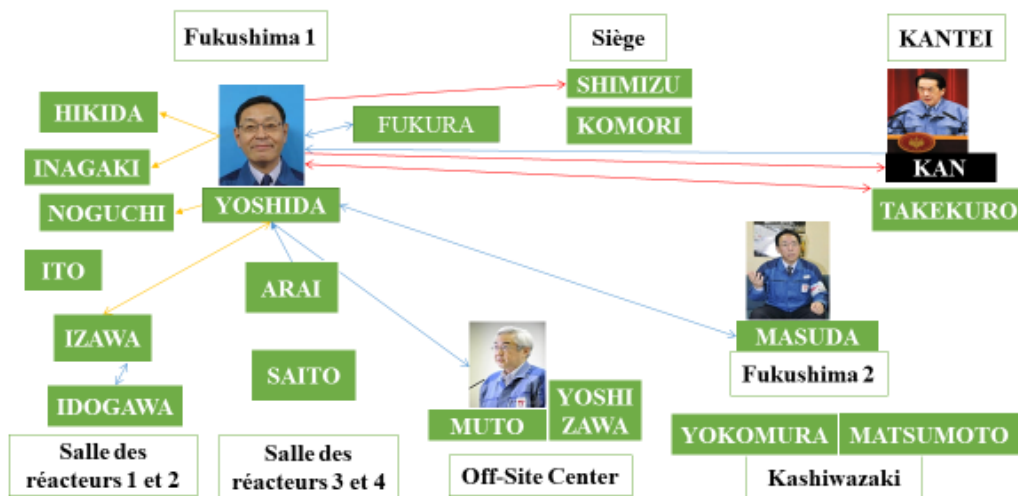 Fukushima 1
Siège
KANTEI
SHIMIZU
HIKIDA
FUKURA
KOMORI
INAGAKI
KAN
NOGUCHI
YOSHIDA
TAKEKURO
ITO
ARAI
IZAWA
MASUDA
SAITO
Fukushima 2
IDOGAWA
MUTO
YOSHI
ZAWA
YOKOMURA
MATSUMOTO
Salle des
réacteurs 1 et 2
Salle des
réacteurs 3 et 4
Off-Site Center
Kashiwazaki